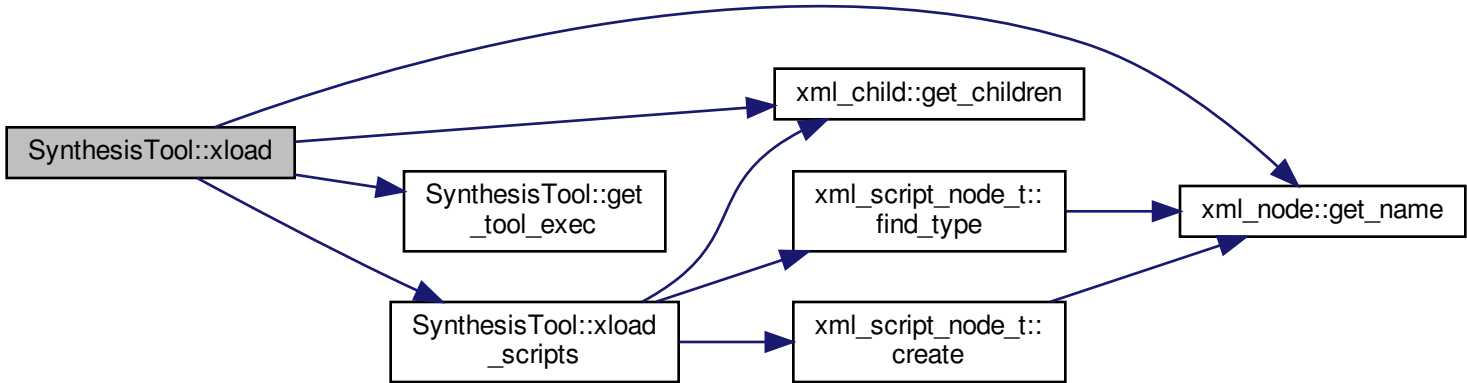 SynthesisTool::xload
xml_child::get_children
SynthesisTool::get
_tool_exec
xml_script_node_t::
find_type
xml_node::get_name
SynthesisTool::xload
_scripts
xml_script_node_t::
create